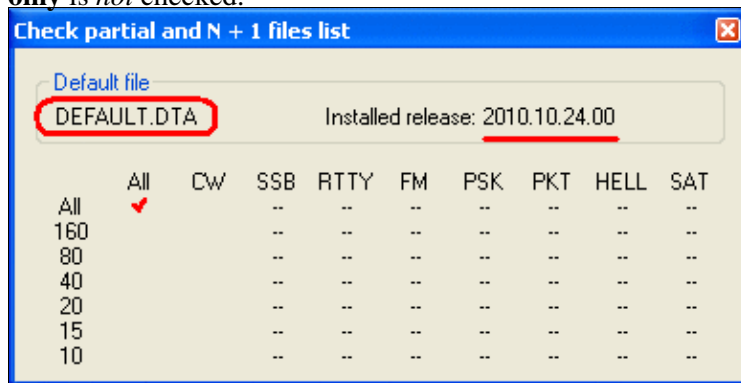 only is not checked.
Check partial and N + 1 files list
Default file
DEFAULT.DTA Installed release: 2010.10.24.00
All CW SSB RTTY FM PSK PKT HELL SAT
All -- -- -- -- -- -- --
160 -- -- -- -- -- -- --
80 -- -- -- -- -- -- --
40 -- -- -- -- -- -- --
20 -- -- -- -- -- -- --
15 -- -- -- -- -- -- --
10 -- -- -- -- -- -- --